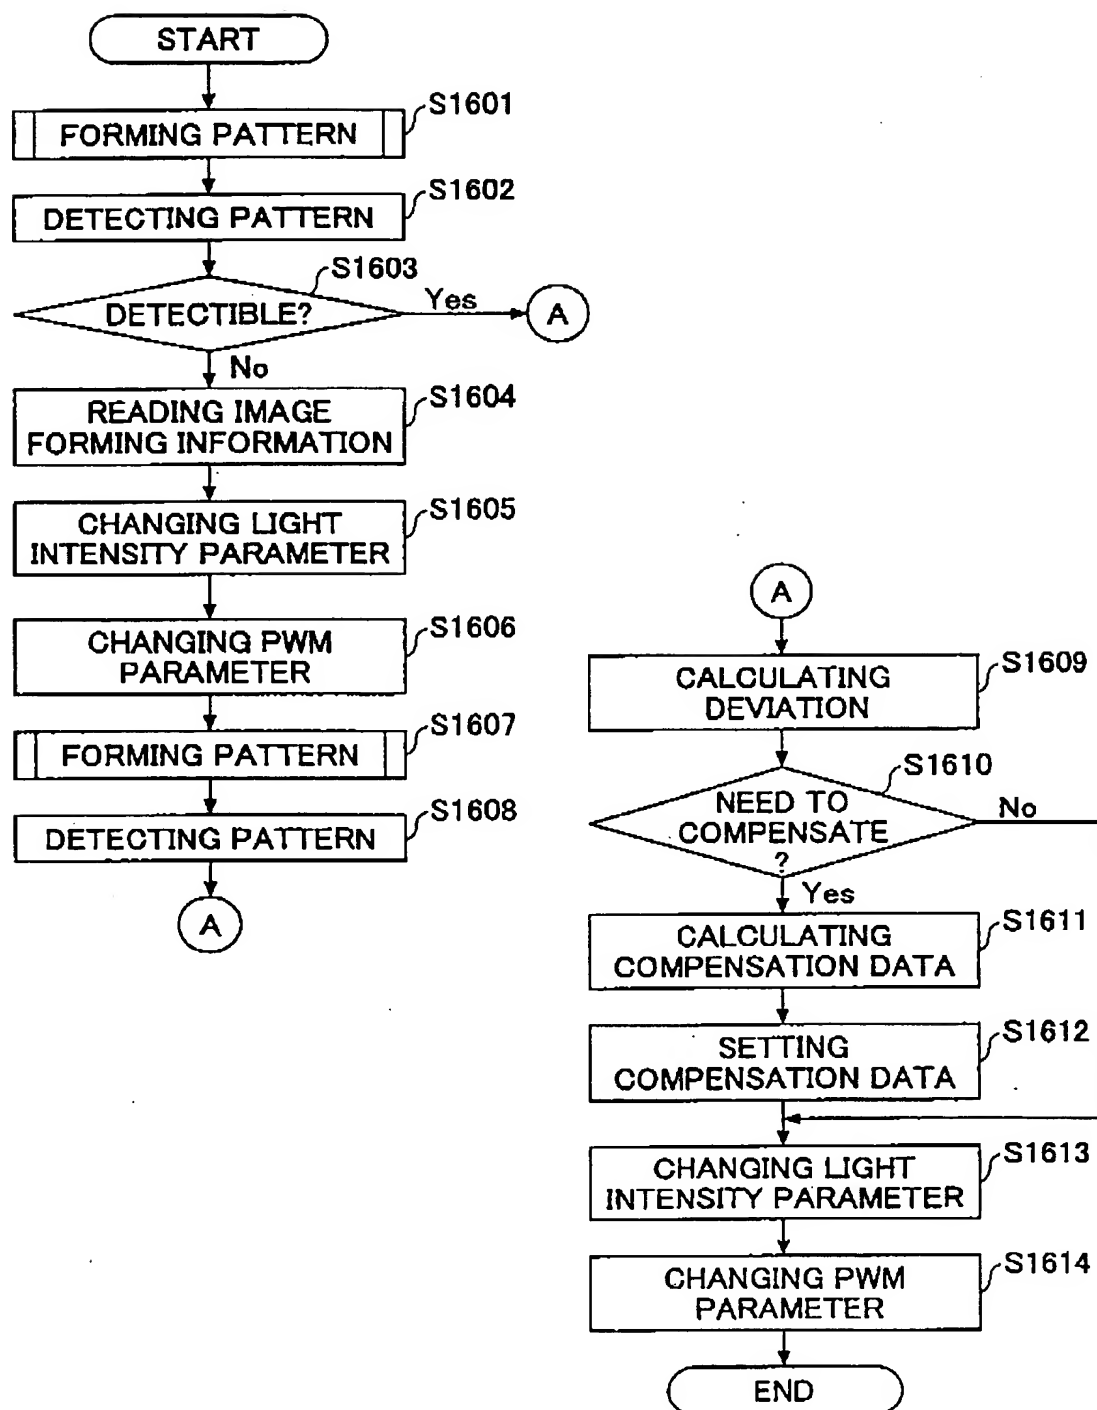 START
S1601
FORMING PATTERN
S1602
DETECTING PATTERN
S1603
DETECTIBLE?
Yes
A
No
S1604
READING IMAGE
FORMING INFORMATION
S1605
CHANGING LIGHT
INTENSITY PARAMETER
S1606
CHANGING PWM
PARAMETER
S1607
FORMING PATTERN
S1608
DETECTING PATTERN
A
A
S1609
CALCULATING
DEVIATION
S1610
NEED TO
COMPENSATE
?
No
Yes
S1611
CALCULATING
COMPENSATION DATA
S1612
SETTING
COMPENSATION DATA
S1613
CHANGING LIGHT
INTENSITY PARAMETER
S1614
CHANGING PWM
PARAMETER
END